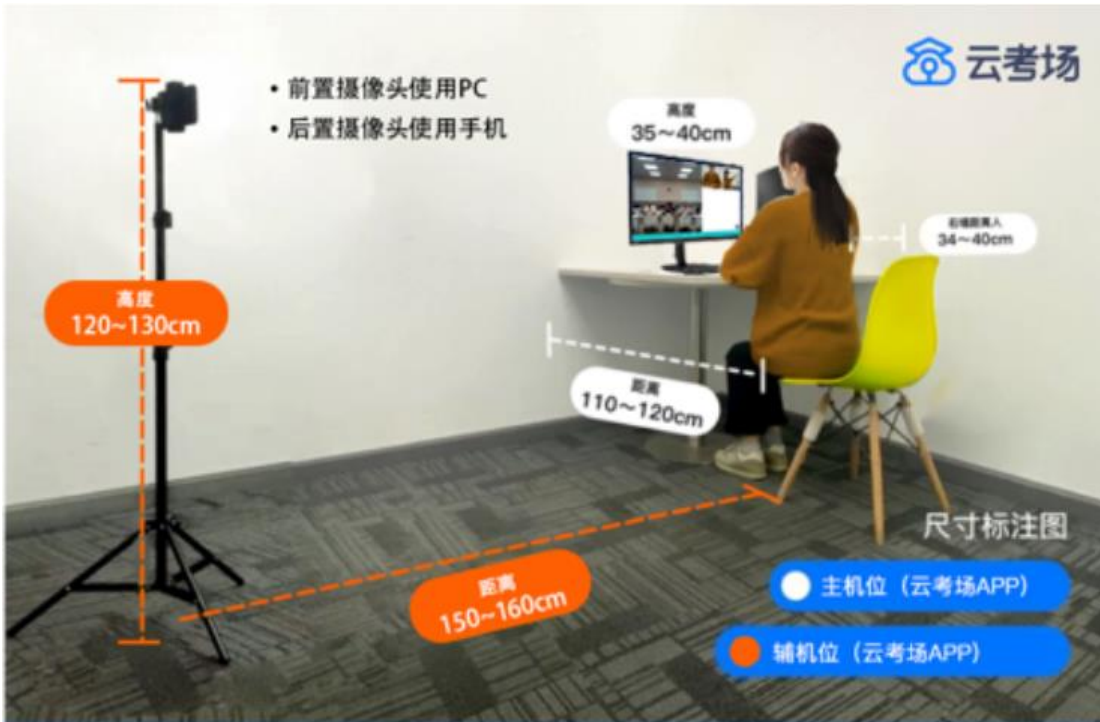 云考场
• 前置摄像头使用PC
• 后置摄像头使用手机
高度
35～40cm
右墙距离人
34～40cm
高度
120~130cm
距离
110～120cm
距离
150~160cm
尺寸标注图
主机位（云考场APP）
辅机位（云考场APP）